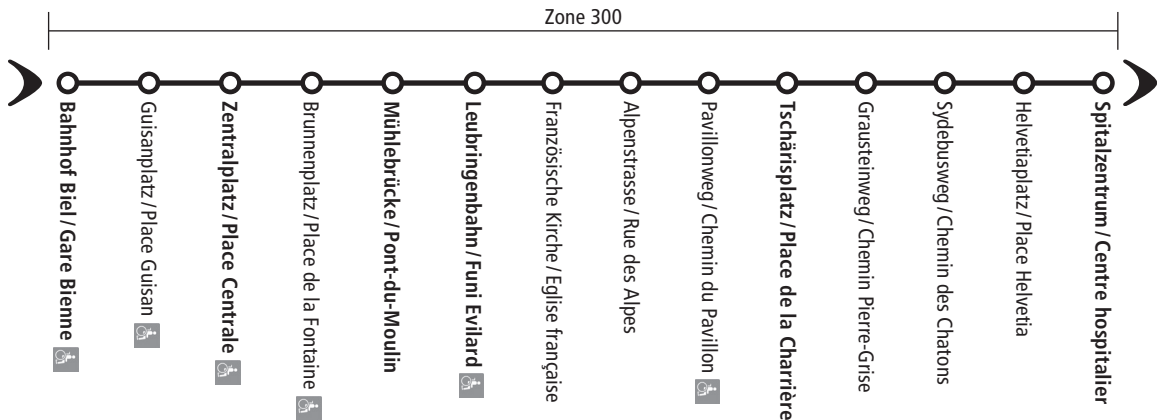 Zone 300
Bahnhof Biel / Gare Bienne
Guisanplatz / Place Guisan
Zentralplatz / Place Centrale
Brunnenplatz / Place de la Fontaine
Mühlebrücke / Pont-du-Moulin
Leubringenbahn / Funi Evilard
Französische Kirche / Eglise française
Alpenstrasse / Rue des Alpes
Pavillonweg / Chemin du Pavillon
Tschärisplatz / Place de la Charrière
Grausteinweg / Chemin Pierre-Grise
Sydebusweg / Chemin des Chatons
Helvetiaplatz / Place Helvetia
Spitalzentrum / Centre hospitalier